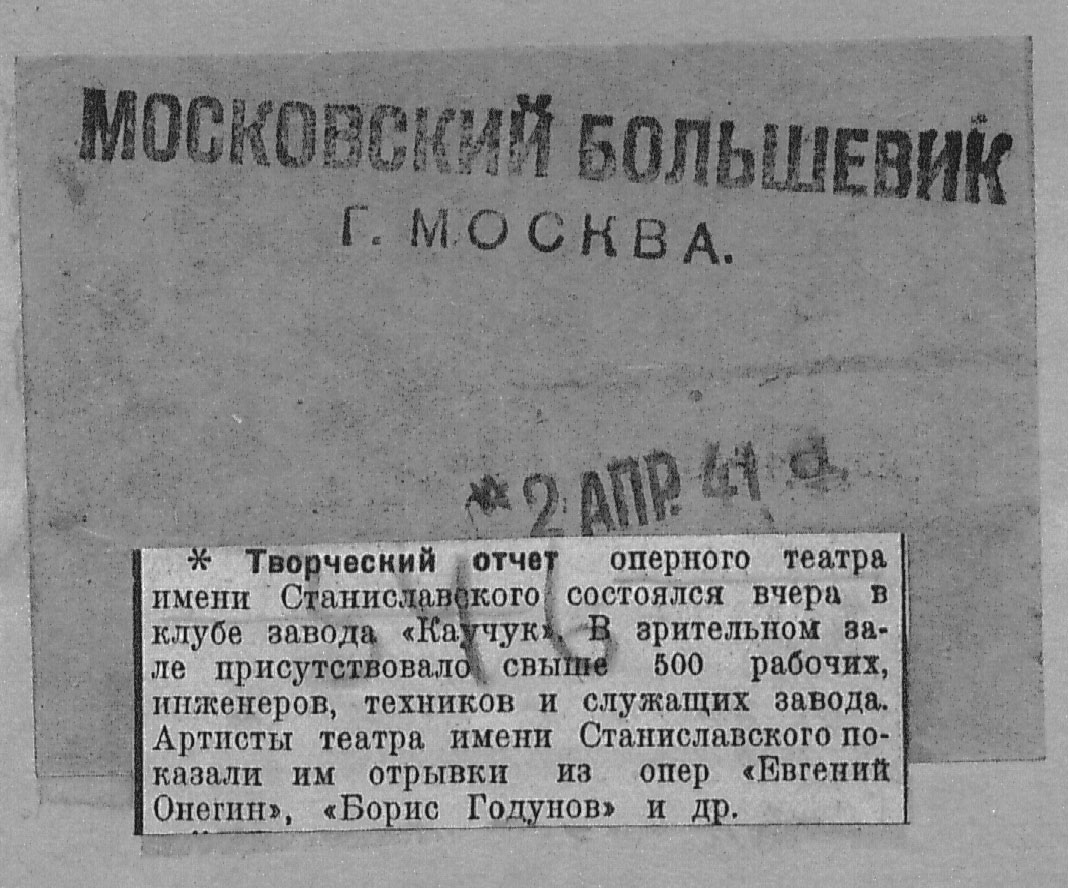 МОСКОВСКИЙ БОЛЬШЕВИК
Г. МОСКВА.
*2 АПР. 41
* Творческий отчет оперного театра
имени Станиславского состоялся вчера в
клубе завода «Каучук». В зрительном за-
ле присутствовало свыше 500 рабочих,
инженеров, техников и служащих завода.
Артисты театра имени Станиславского по-
казали им отрывки из опер «Евгений
Онегин», «Борис Годунов» и др.